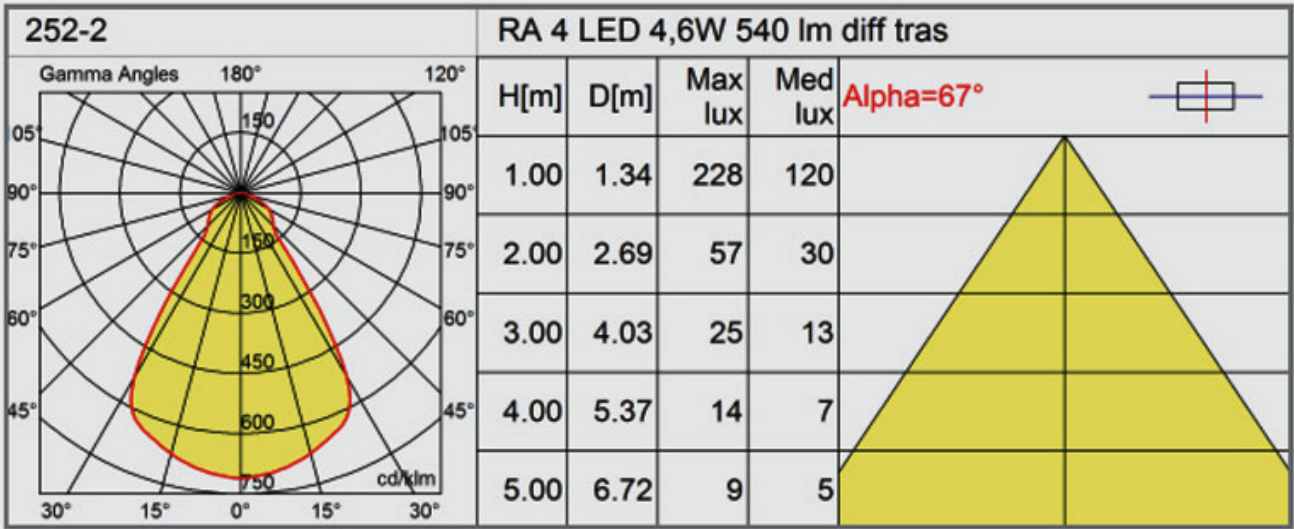 252-2
RA 4 LED 4,6W 540 lm diff tras
Gamma Angles 180° 120°
05° 150 105°
90° 90°
75° 150 75°
300
60° 60°
450
45° 600 45°
750 cd/klm
30° 15° 0° 15° 30°
H[m] D[m] Max lux Med lux
1.00 1.34 228 120
2.00 2.69 57 30
3.00 4.03 25 13
4.00 5.37 14 7
5.00 6.72 9 5
Alpha=67°